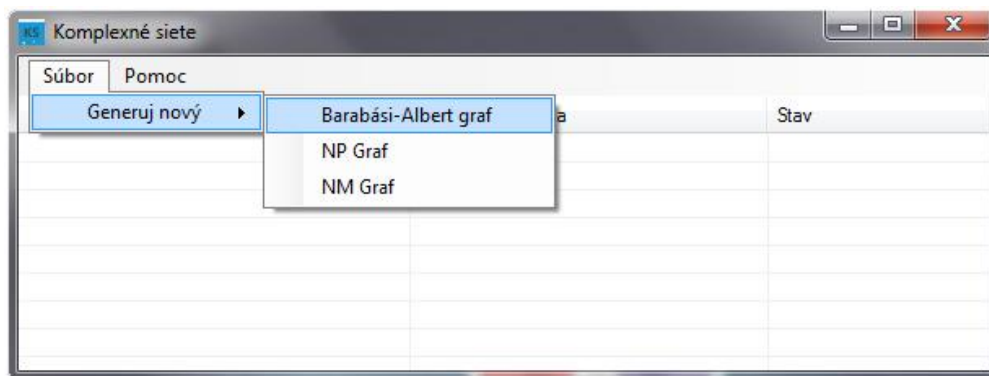 KS Komplexné siete
Súbor Pomoc
Generuj nový Barabási-Albert graf a Stav
NP Graf
NM Graf